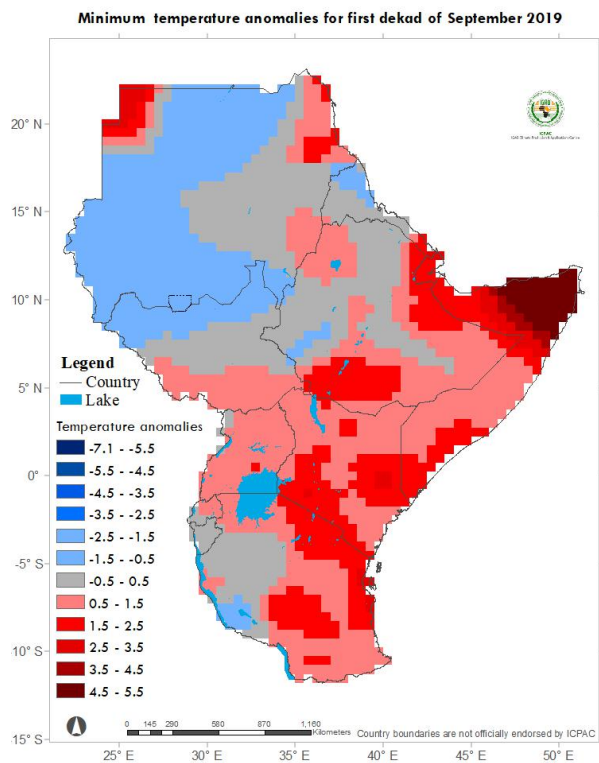 Minimum temperature anomalies for first dekad of September 2019
20° N
15° N
10° N
5° N
0°
-5° S
-10° S
-15° S
IGAD
ICPAC
Legend
Country
Lake
Temperature anomalies
-7.1 - -5.5
-5.5 - -4.5
-4.5 - -3.5
-3.5 - -2.5
-2.5 - -1.5
-1.5 - -0.5
-0.5 - 0.5
0.5 - 1.5
1.5 - 2.5
2.5 - 3.5
3.5 - 4.5
4.5 - 5.5
0 145 290 580 870 1,160
Kilometers
Country boundaries are not officially endorsed by ICPAC
25° E 30° E 35° E 40° E 45° E 50° E